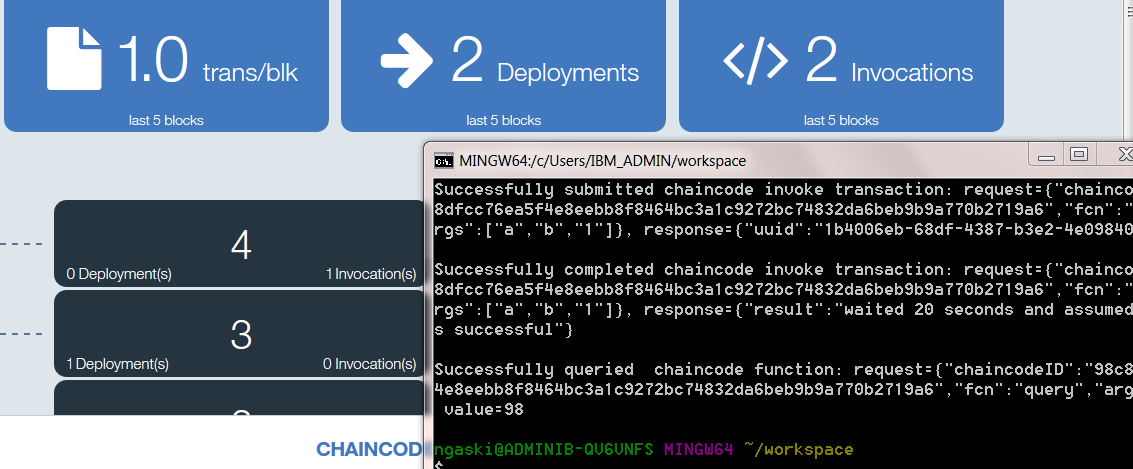 1.0 trans/blk
last 5 blocks
2 Deployments
last 5 blocks
2 Invocations
last 5 blocks
4
0 Deployment(s) 1 Invocation(s)
3
1 Deployment(s) 0 Invocation(s)
CHAINCOD
MINGW64:/c/Users/IBM_ADMIN/workspace
Successfully submitted chaincode invoke transaction: request={"chainco
8dfcc76ea5f4e8eebb8f8464bc3a1c9272bc74832da6beb9b9a770b2719a6","fcn":"
rgs":["a","b","1"]}, response={"uuid":"1b4006eb-68df-4387-b3e2-4e09840
Successfully completed chaincode invoke transaction: request={"chainco
8dfcc76ea5f4e8eebb8f8464bc3a1c9272bc74832da6beb9b9a770b2719a6","fcn":"
rgs":["a","b","1"]}, response={"result":"waited 20 seconds and assumed
s successful"}
Successfully queried  chaincode function: request={"chaincodeID":"98c8
4e8eebb8f8464bc3a1c9272bc74832da6beb9b9a770b2719a6","fcn":"query","arg
value=98
ngaski@ADMINIB-QV6VNFS MINGW64 ~/workspace
$